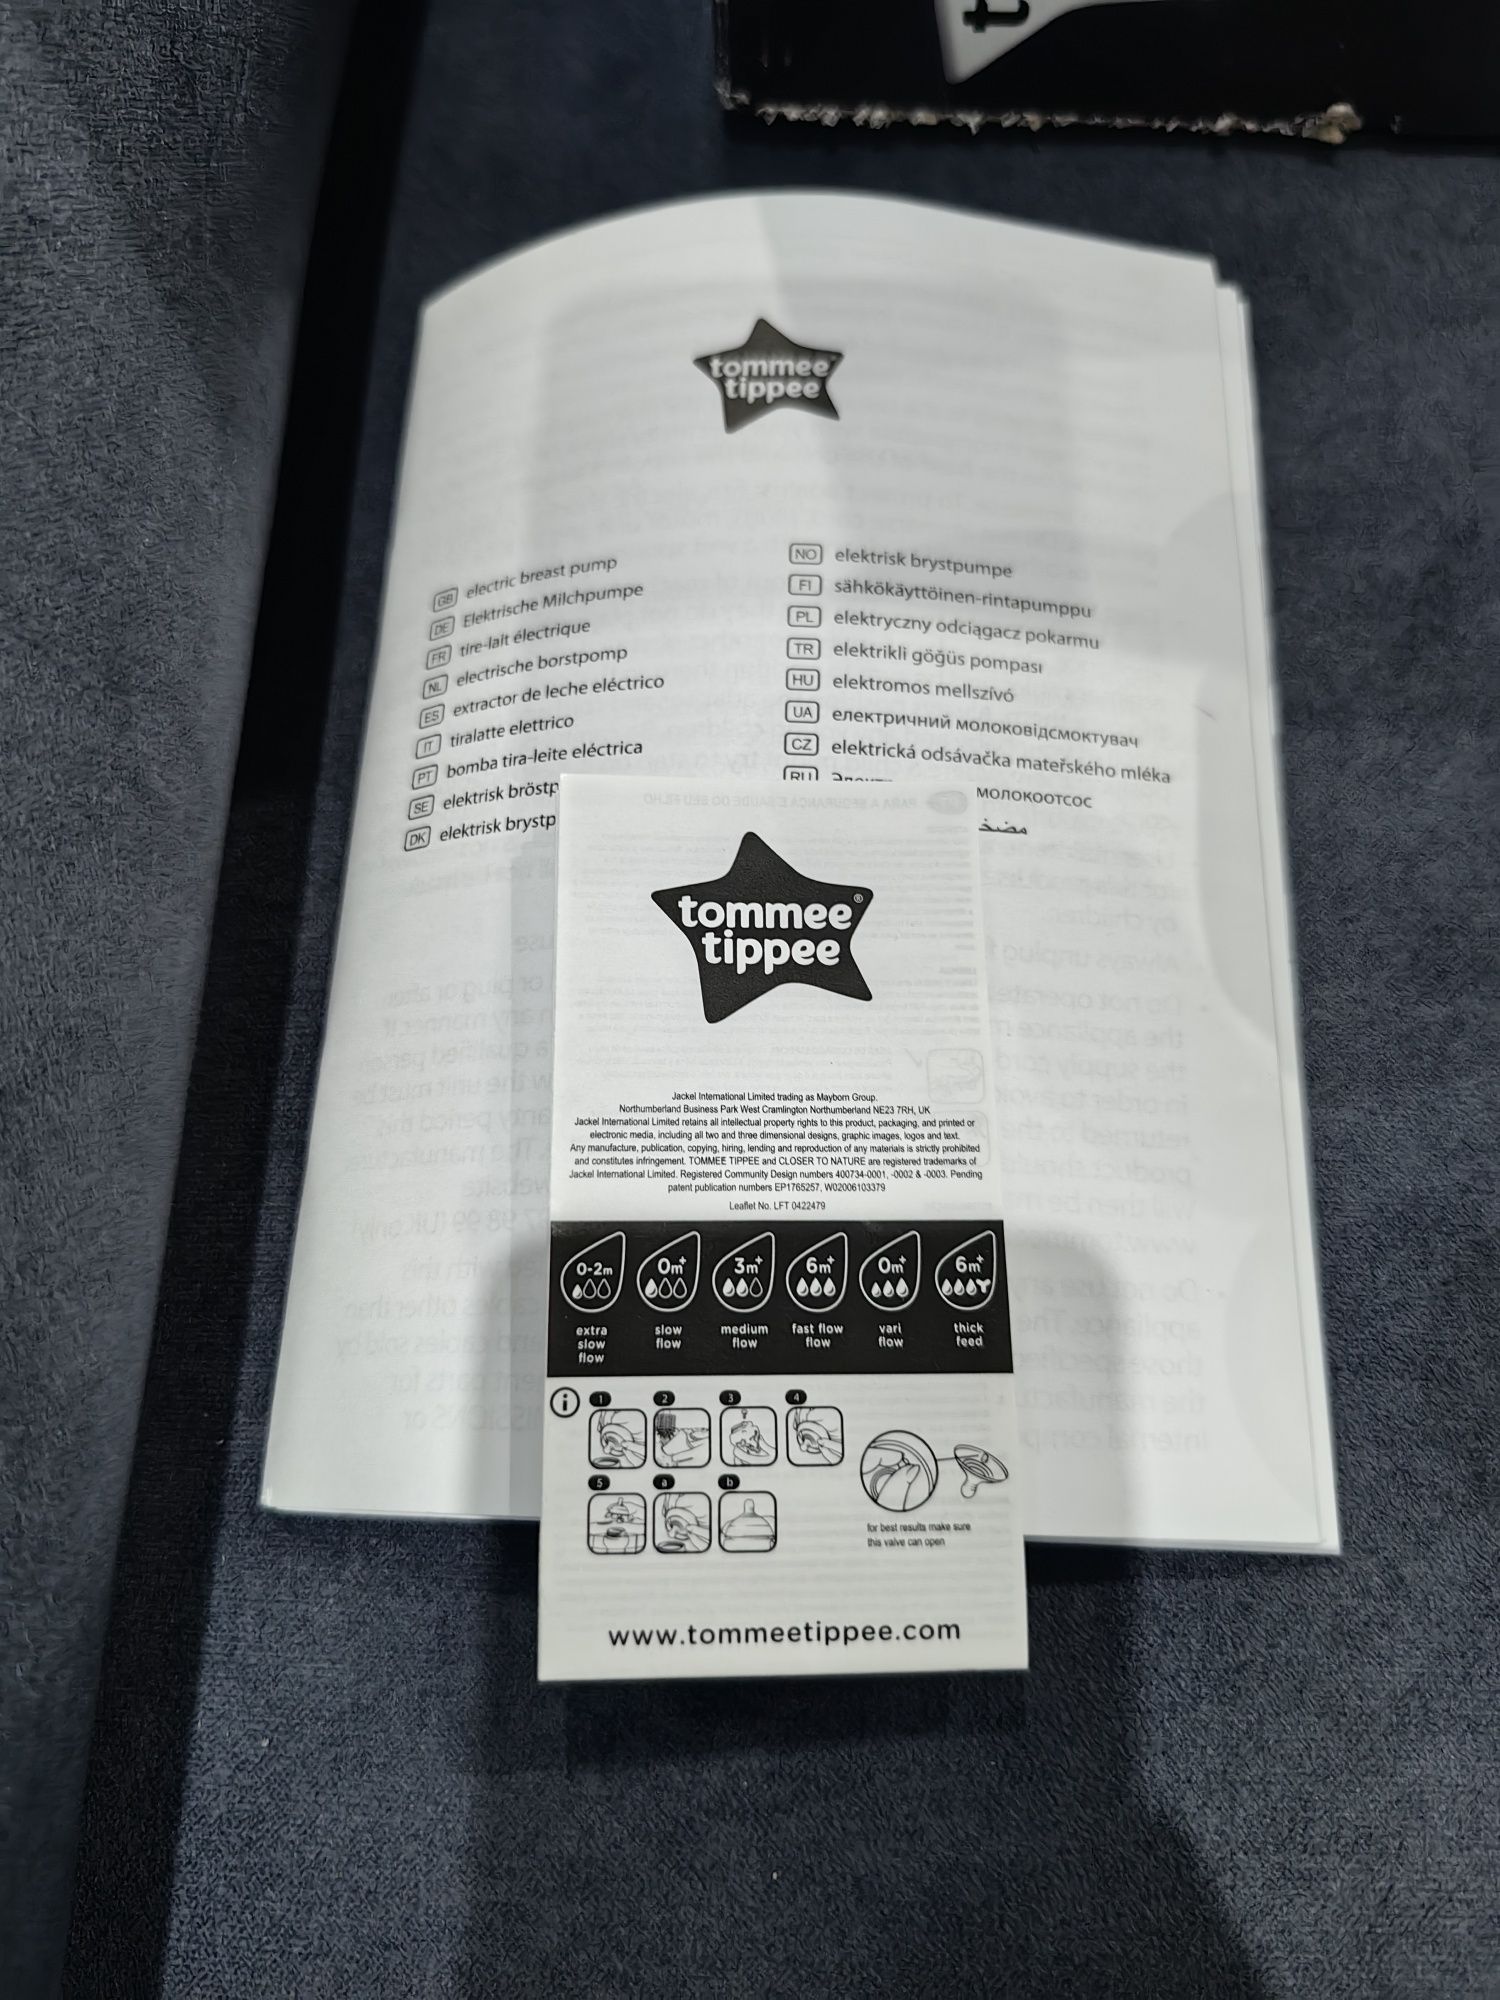 t
tommee
tippee
GB electric breast pump
DE Elektrische Milchpumpe
FR tire-lait électrique
NL electrische borstpomp
ES extractor de leche eléctrico
IT tiralatte elettrico
PT bomba tira-leite eléctrica
SE elektrisk bröstp
DK elektrisk brystp
NO elektrisk brystpumpe
FI sähkökäyttöinen-rintapumppu
PL elektryczny odciągacz pokarmu
TR elektrikli göğüs pompası
HU elektromos mellszívó
UA електричний молоковідсмоктувач
CZ elektrická odsávačka mateřského mléka
RU молокоотсос
tommee®
tippee
Jackel International Limited trading as Mayborn Group.
Northumberland Business Park West Cramlington Northumberland NE23 7RH, UK
Jackel International Limited retains all intellectual property rights to this product, packaging, and printed or
electronic media, including all two and three dimensional designs, graphic images, logos and text.
Any manufacture, publication, copying, hiring, lending and reproduction of any materials is strictly prohibited
and constitutes infringement. TOMMEE TIPPEE and CLOSER TO NATURE are registered trademarks of
Jackel International Limited. Registered Community Design numbers 400734-0001, -0002 & -0003. Pending
patent publication numbers EP1765257, W02006103379
Leaflet No. LFT 0422479
0-2m 0m+ 3m+ 6m+ 0m+ 6m+
extra slow medium fast flow vari thick
slow flow flow flow flow feed
flow
i 1 2 3 4
5 a b
for best results make sure
this valve can open
www.tommeetippee.com